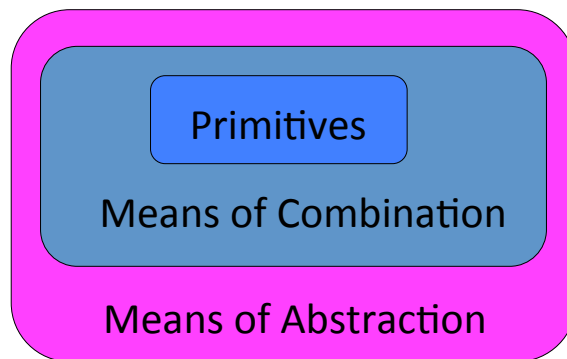 Primitives
Means of Combination
Means of Abstraction